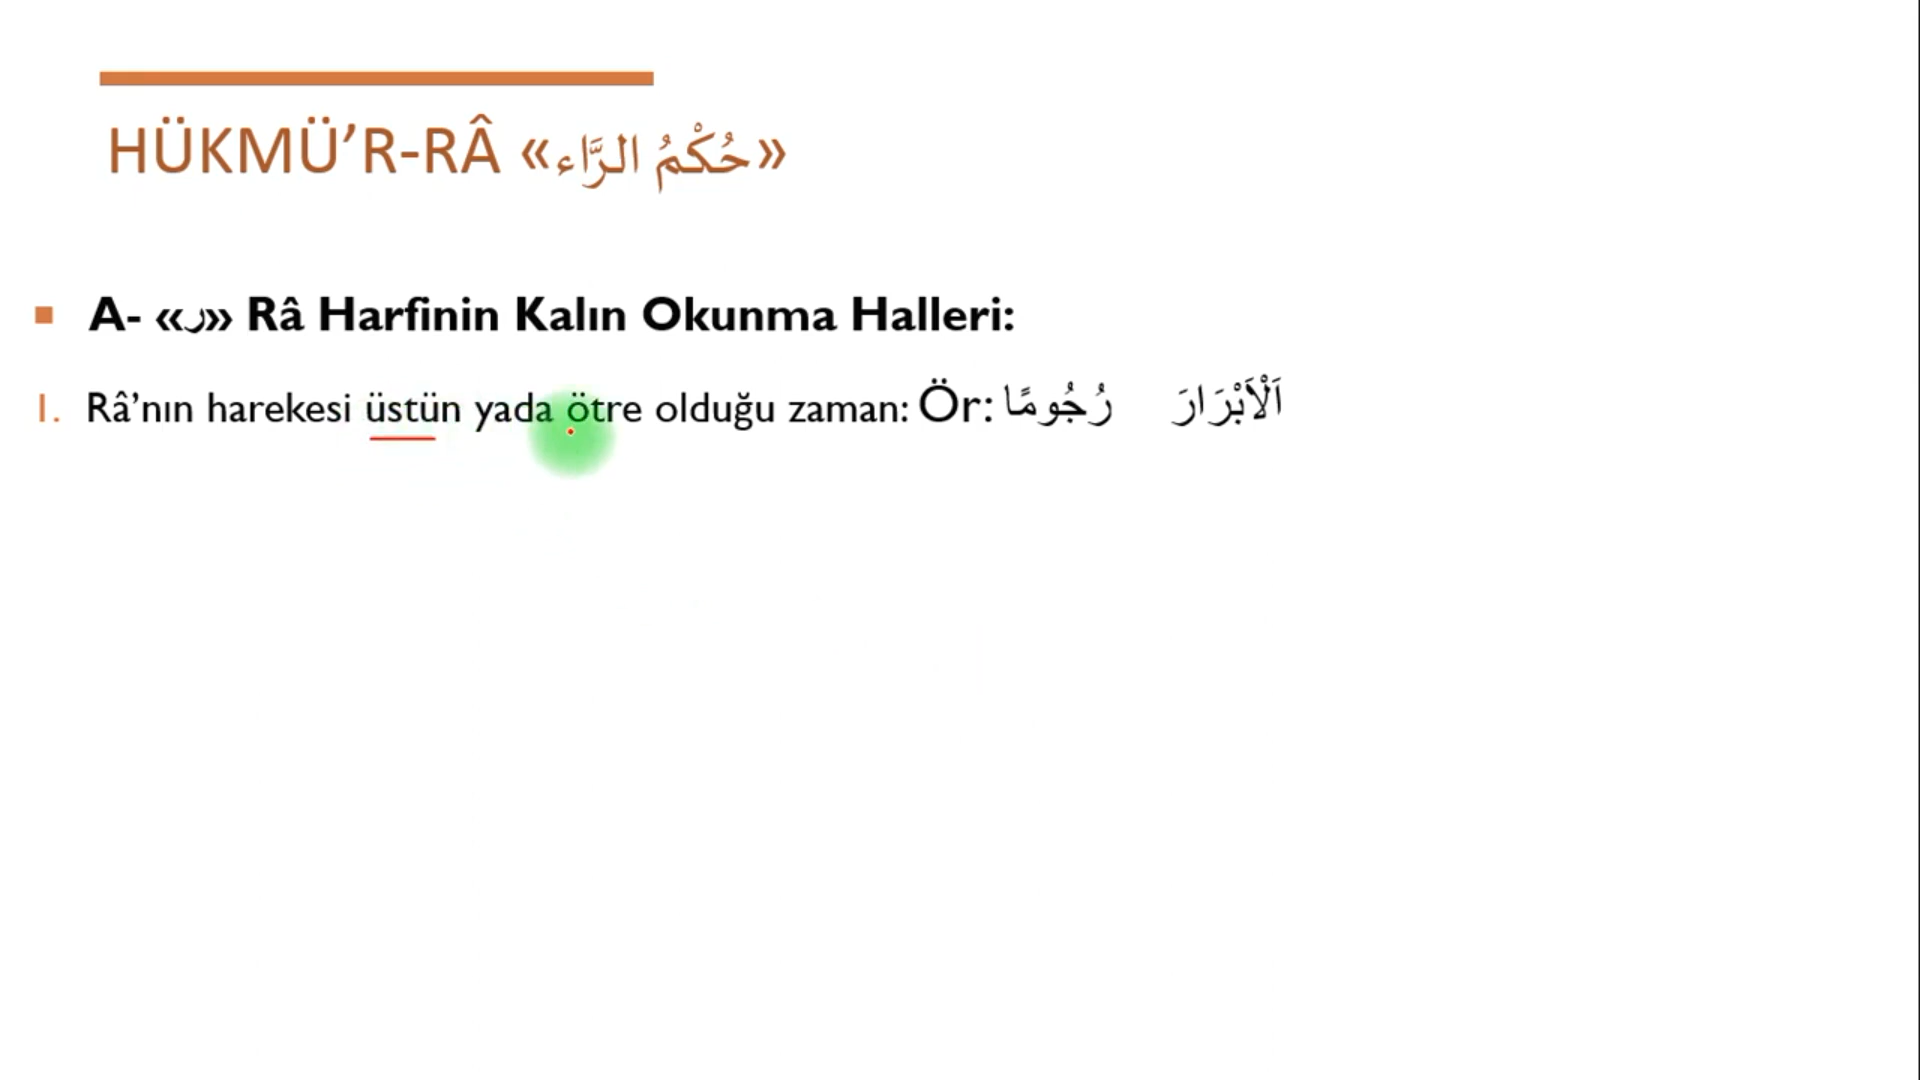 HÜKMÜ’R-RÂ «حُكْمُ الرَّاء»
A- «ر» Râ Harfinin Kalın Okunma Halleri:
1. Râ’nın harekesi üstün yada ötre olduğu zaman: Ör: رُجُومًا اَلْاَبْرَارَ